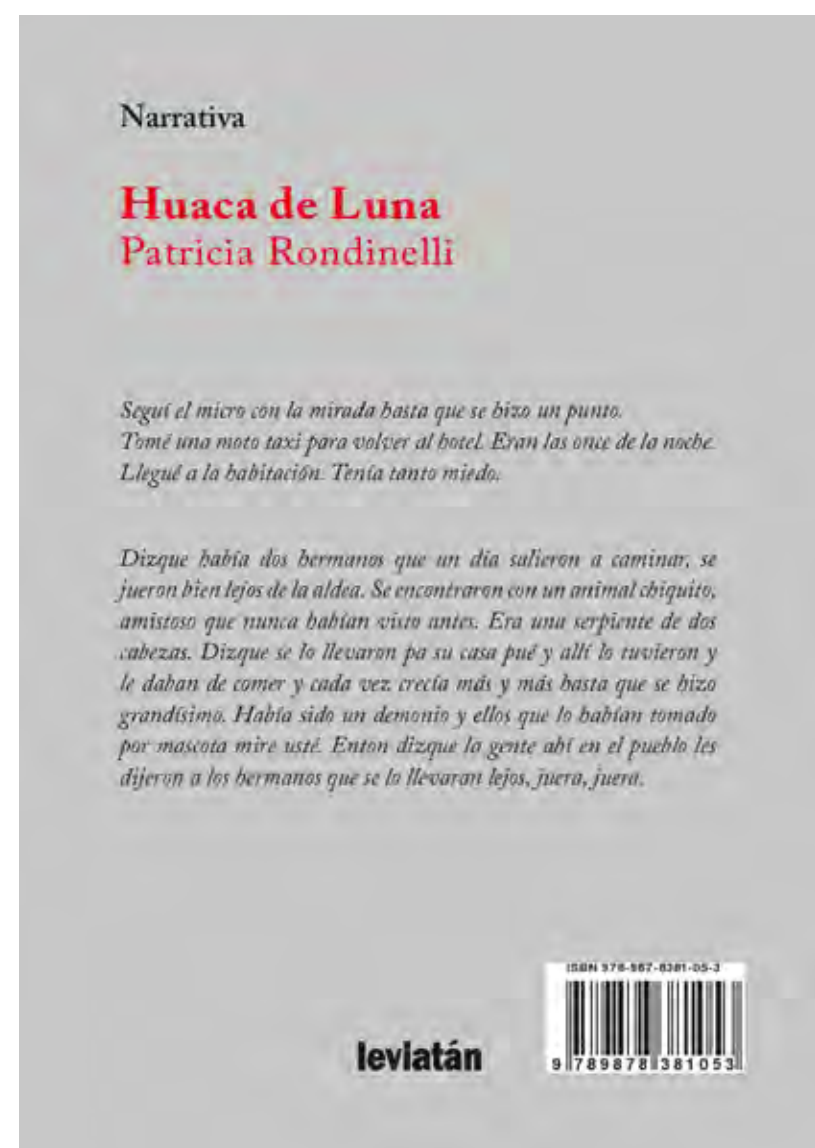 Narrativa
Huaca de Luna
Patricia Rondinelli
Seguí el micro con la mirada hasta que se hizo un punto.
Tomé una moto taxi para volver al hotel. Eran las once de la noche.
Llegué a la habitación. Tenía tanto miedo.
Dizque había dos hermanos que un día salieron a caminar, se
jueron bien lejos de la aldea. Se encontraron con un animal chiquito,
amistoso que nunca habían visto antes. Era una serpiente de dos
cabezas. Dizque se lo llevaron pa su casa pué y allí lo tuvieron y
le daban de comer y cada vez crecía más y más hasta que se hizo
grandísimo. Había sido un demonio y ellos que lo habían tomado
por mascota mire usté. Enton dizque la gente ahí en el pueblo les
dijeron a los hermanos que se lo llevaran lejos, juera, juera.
ISBN 978-987-8381-05-3
leviatán
9 789878 381053